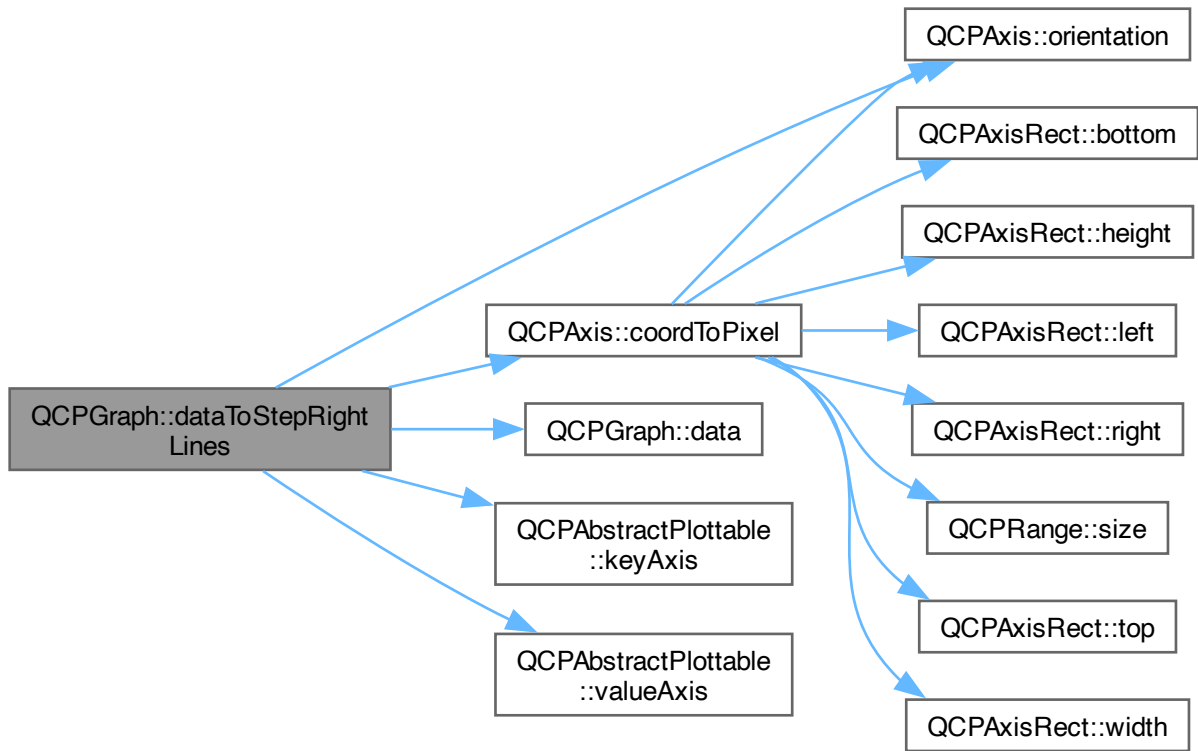 QCPGraph::dataToStepRight
Lines
QCPAxis::coordToPixel
QCPGraph::data
QCPAbstractPlottable
::keyAxis
QCPAbstractPlottable
::valueAxis
QCPAxis::orientation
QCPAxisRect::bottom
QCPAxisRect::height
QCPAxisRect::left
QCPAxisRect::right
QCPRange::size
QCPAxisRect::top
QCPAxisRect::width